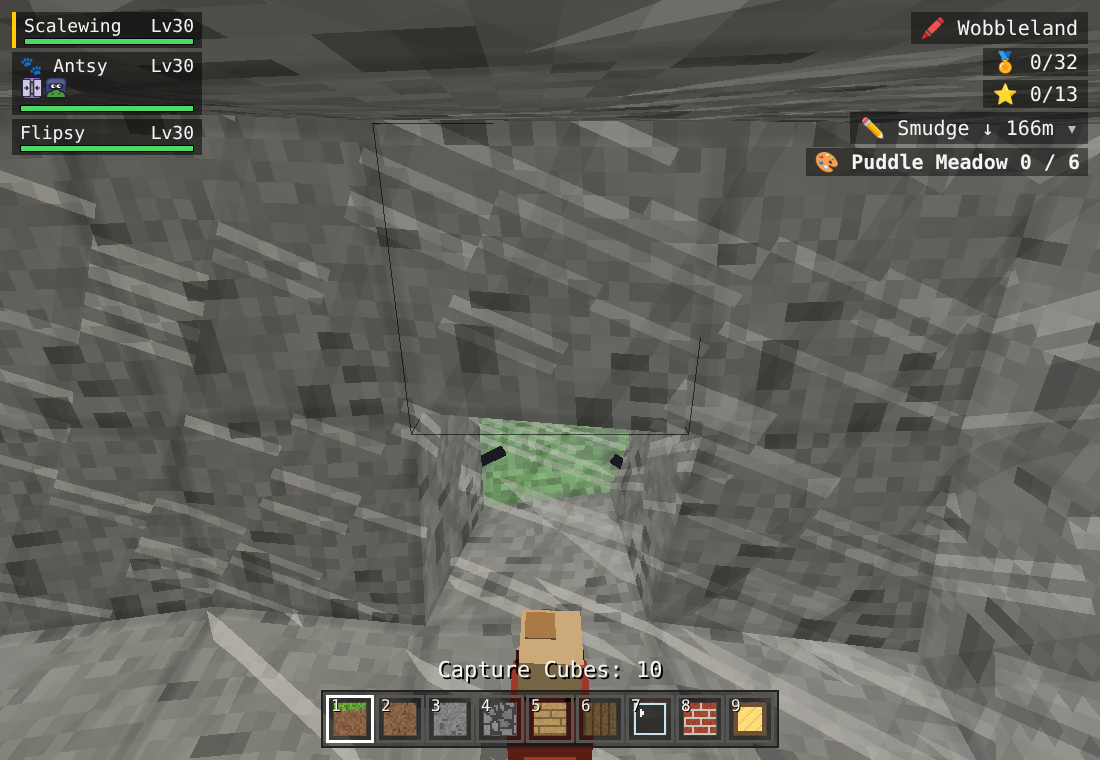 Scalewing Lv30
Antsy Lv30
Flipsy Lv30
Wobbleland
0/32
0/13
Smudge ↓ 166m ▾
Puddle Meadow 0 / 6
Capture Cubes: 10
1 2 3 4 5 6 7 8 9